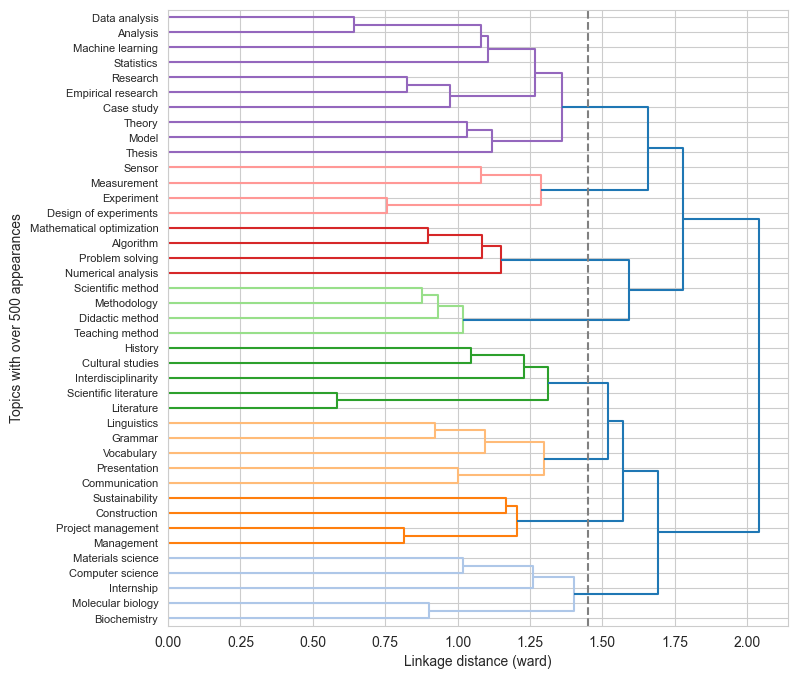 Data analysis
Analysis
Machine learning
Statistics
Research
Empirical research
Case study
Theory
Model
Thesis
Sensor
Measurement
Experiment
Design of experiments
Mathematical optimization
Algorithm
Problem solving
Numerical analysis
Scientific method
Methodology
Didactic method
Teaching method
History
Cultural studies
Interdisciplinarity
Scientific literature
Literature
Linguistics
Grammar
Vocabulary
Presentation
Communication
Sustainability
Construction
Project management
Management
Materials science
Computer science
Internship
Molecular biology
Biochemistry
Topics with over 500 appearances
0.00 0.25 0.50 0.75 1.00 1.25 1.50 1.75 2.00
Linkage distance (ward)